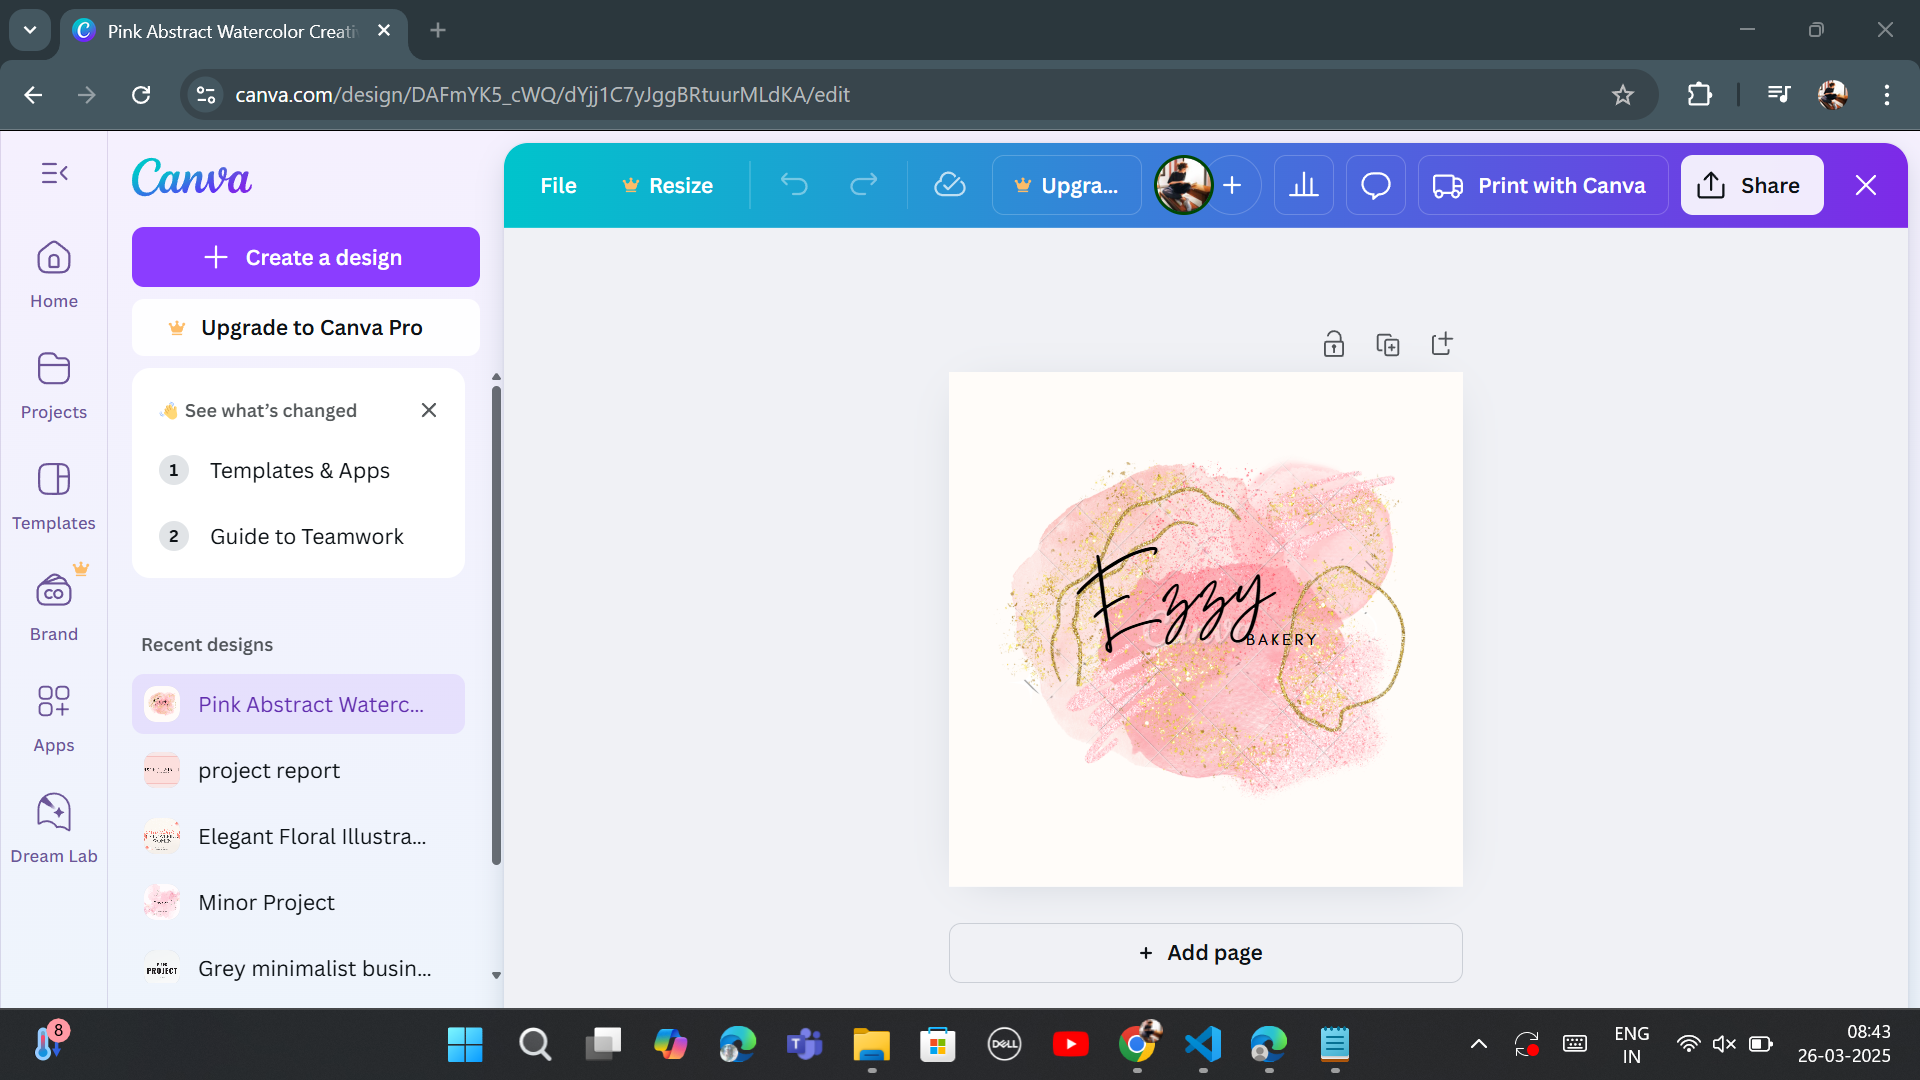 Pink Abstract Watercolor Creati
canva.com/design/DAFmYK5_cWQ/dYjj1C7yJggBRtuurMLdKA/edit
Canva
File
Resize
Upgra...
Print with Canva
Share
Create a design
Upgrade to Canva Pro
Home
Projects
Templates
Brand
Apps
Dream Lab
👋 See what's changed
1 Templates & Apps
2 Guide to Teamwork
Recent designs
Pink Abstract Waterc...
project report
Elegant Floral Illustra...
Minor Project
PROJECT
Grey minimalist busin...
Ezzy
BAKERY
+ Add page
8
DELL
ENG
IN
08:43
26-03-2025